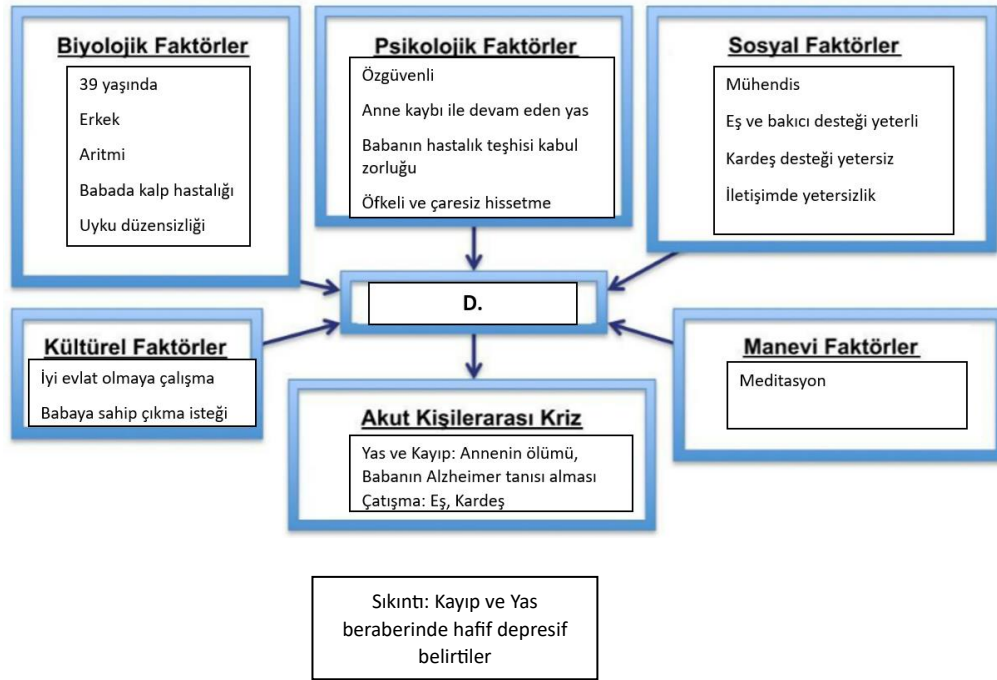 Biyolojik Faktörler
39 yaşında
Erkek
Aritmi
Babada kalp hastalığı
Uyku düzensizliği
Psikolojik Faktörler
Özgüvenli
Anne kaybı ile devam eden yas
Babanın hastalık teşhisi kabul
zorluğu
Öfkeli ve çaresiz hissetme
Sosyal Faktörler
Mühendis
Eş ve bakıcı desteği yeterli
Kardeş desteği yetersiz
İletişimde yetersizlik
D.
Kültürel Faktörler
İyi evlat olmaya çalışma
Babaya sahip çıkma isteği
Manevi Faktörler
Meditasyon
Akut Kişilerarası Kriz
Yas ve Kayıp: Annenin ölümü,
Babanın Alzheimer tanısı alması
Çatışma: Eş, Kardeş
Sıkıntı: Kayıp ve Yas
beraberinde hafif depresif
belirtiler